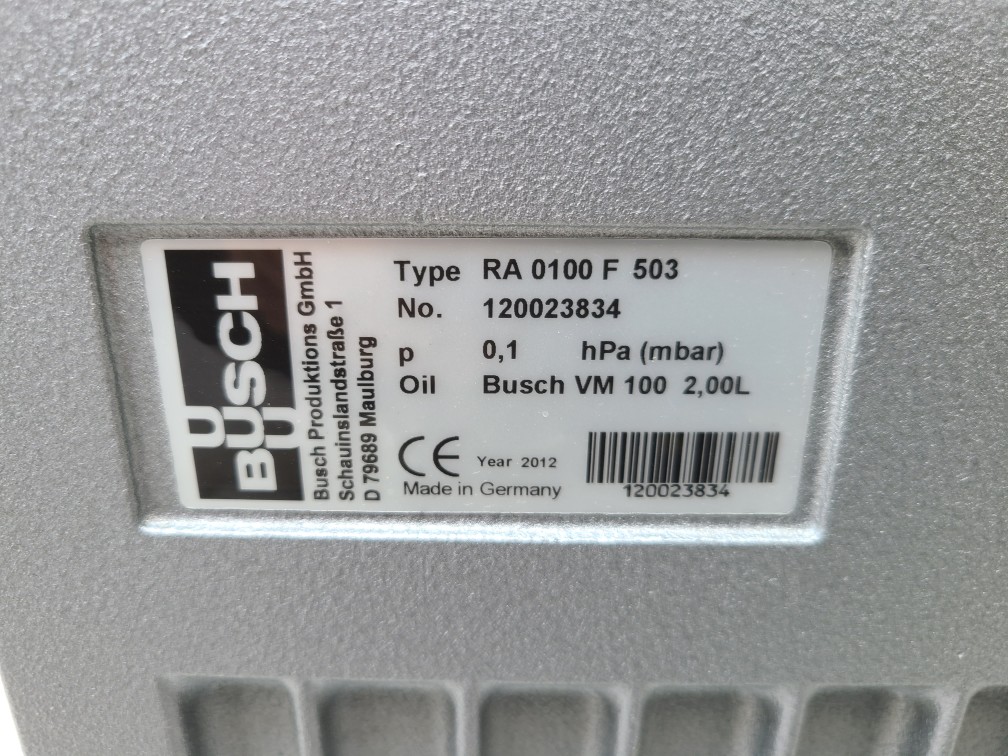 BUSCH
Busch Produktions GmbH
Schauinslandstraße 1
D 79689 Maulburg
Type RA 0100 F 503
No. 120023834
p 0,1 hPa (mbar)
Oil Busch VM 100 2,00L
CE Year 2012
Made in Germany
120023834